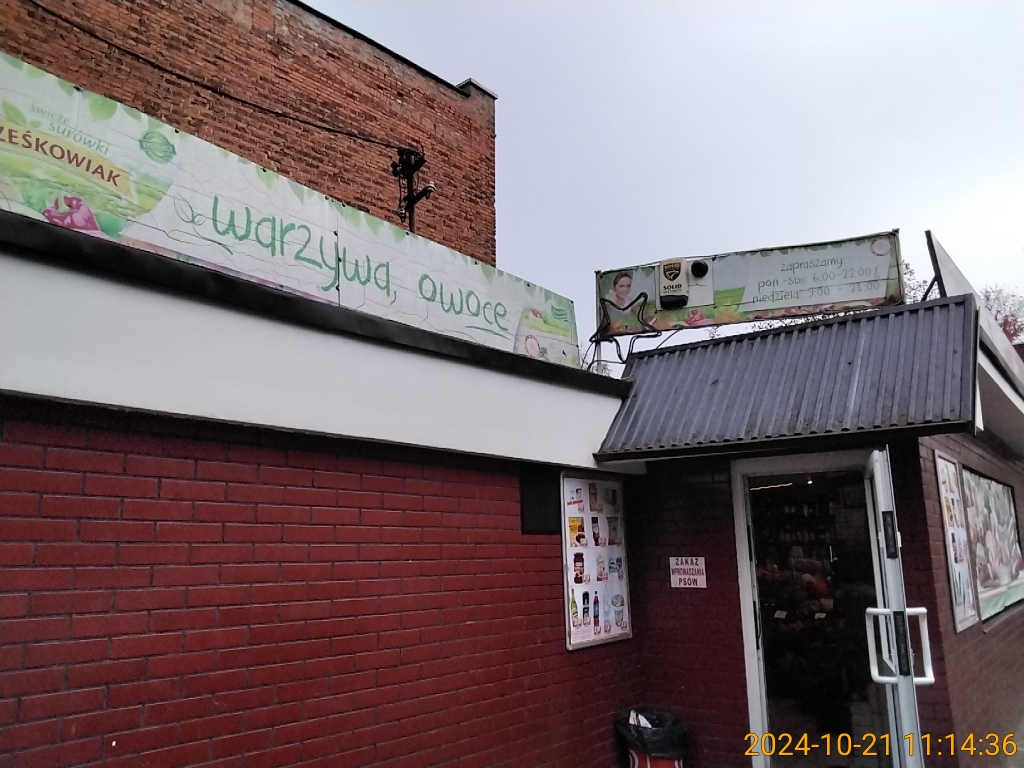 świeże
surówki
ZEŚKOWIAK
warzywa, owoce
SOLID
zapraszamy:
pon.-sb.: 6:00-22:00
niedziela: 9:00 - 21:00
ZAKAZ
WPROWADZANIA
PSÓW
2024-10-21 11:14:36